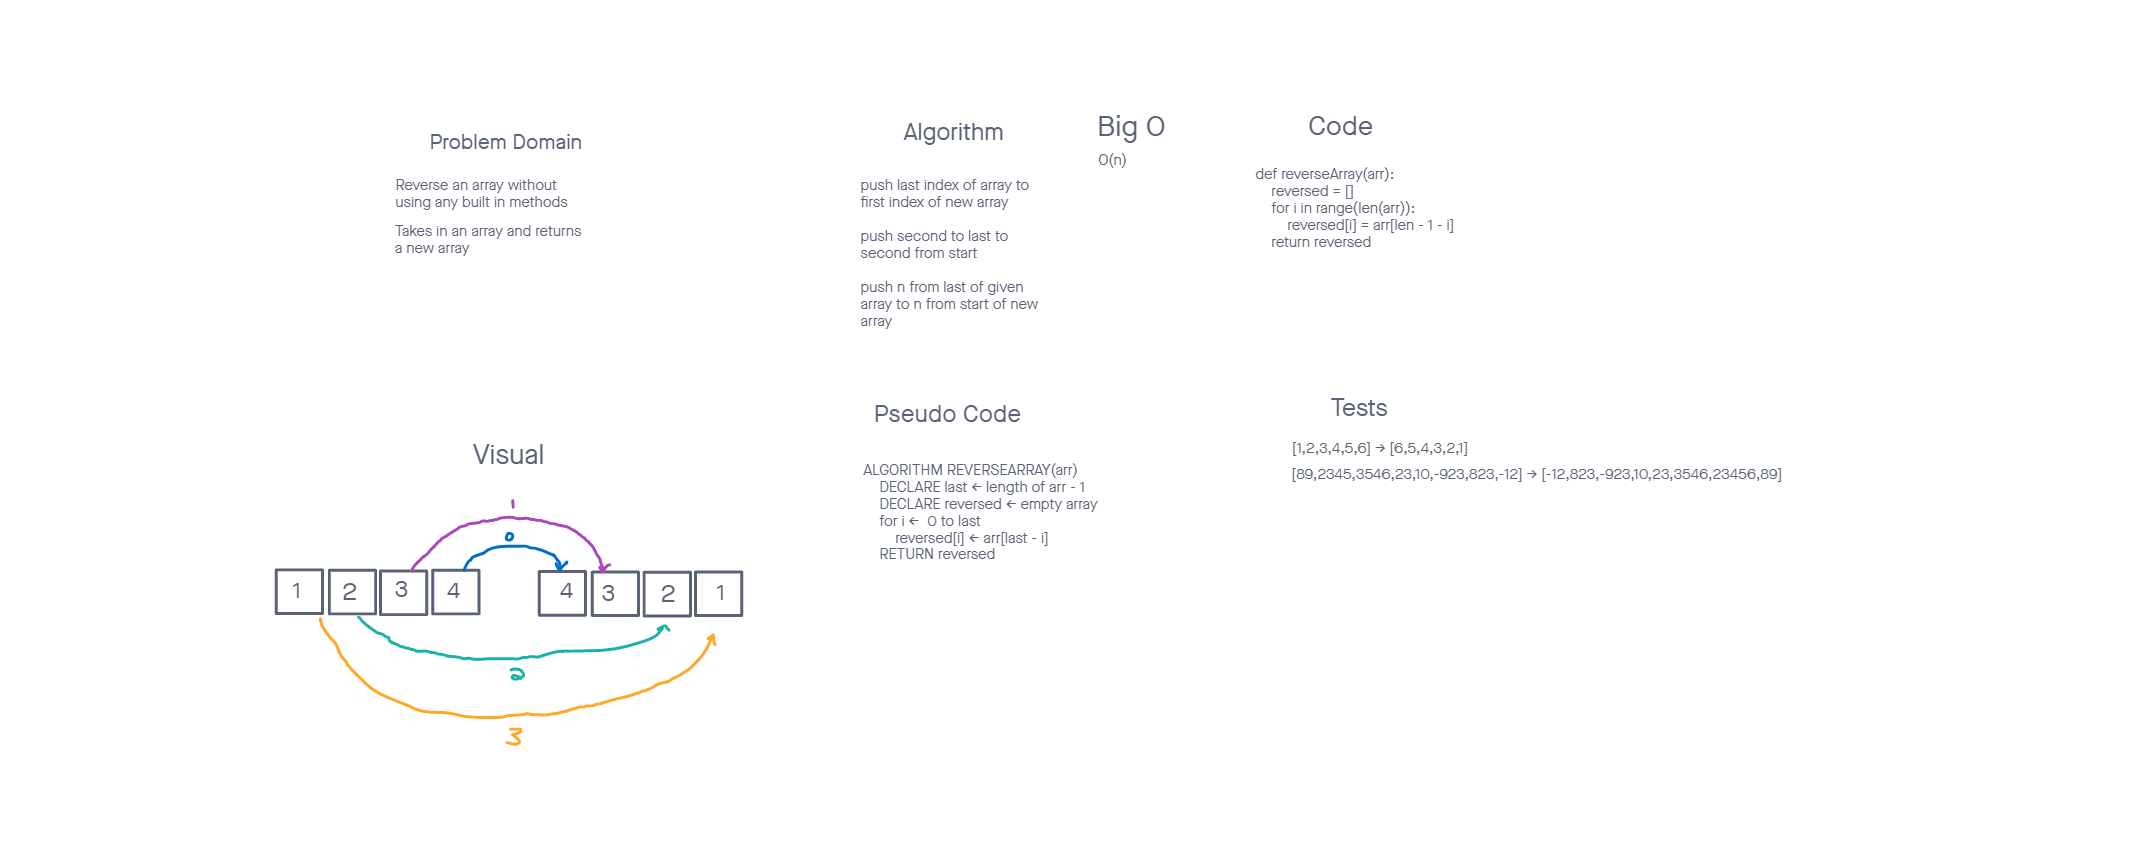 Problem Domain
Reverse an array without
using any built in methods
Takes in an array and returns
a new array
Visual
1
0
1 2 3 4 4 3 2 1
2
3
Algorithm
push last index of array to
first index of new array
push second to last to
second from start
push n from last of given
array to n from start of new
array
Big O
O(n)
Pseudo Code
ALGORITHM REVERSEARRAY(arr)
DECLARE last ← length of arr - 1
DECLARE reversed ← empty array
for i ← 0 to last
reversed[i] ← arr[last - i]
RETURN reversed
Code
def reverseArray(arr):
reversed = []
for i in range(len(arr)):
reversed[i] = arr[len - 1 - i]
return reversed
Tests
[1,2,3,4,5,6] → [6,5,4,3,2,1]
[89,2345,3546,23,10,-923,823,-12] → [-12,823,-923,10,23,3546,23456,89]